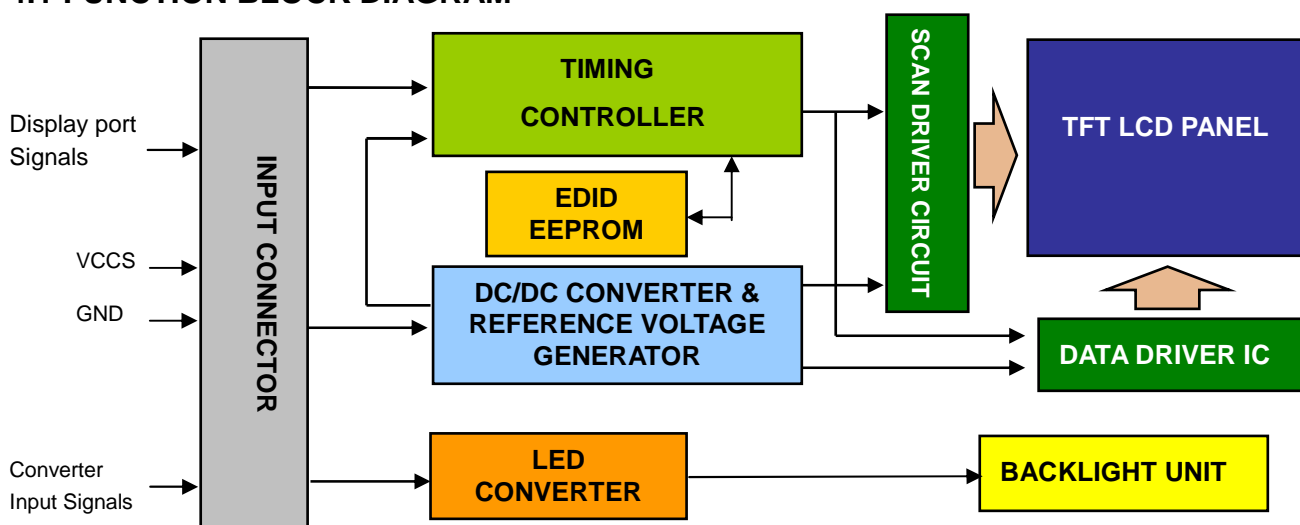 TIMING
CONTROLLER
SCAN DRIVER CIRCUIT
TFT LCD PANEL
Display port
Signals
INPUT CONNECTOR
EDID
EEPROM
VCCS
GND
DC/DC CONVERTER &
REFERENCE VOLTAGE
GENERATOR
DATA DRIVER IC
Converter
Input Signals
LED
CONVERTER
BACKLIGHT UNIT